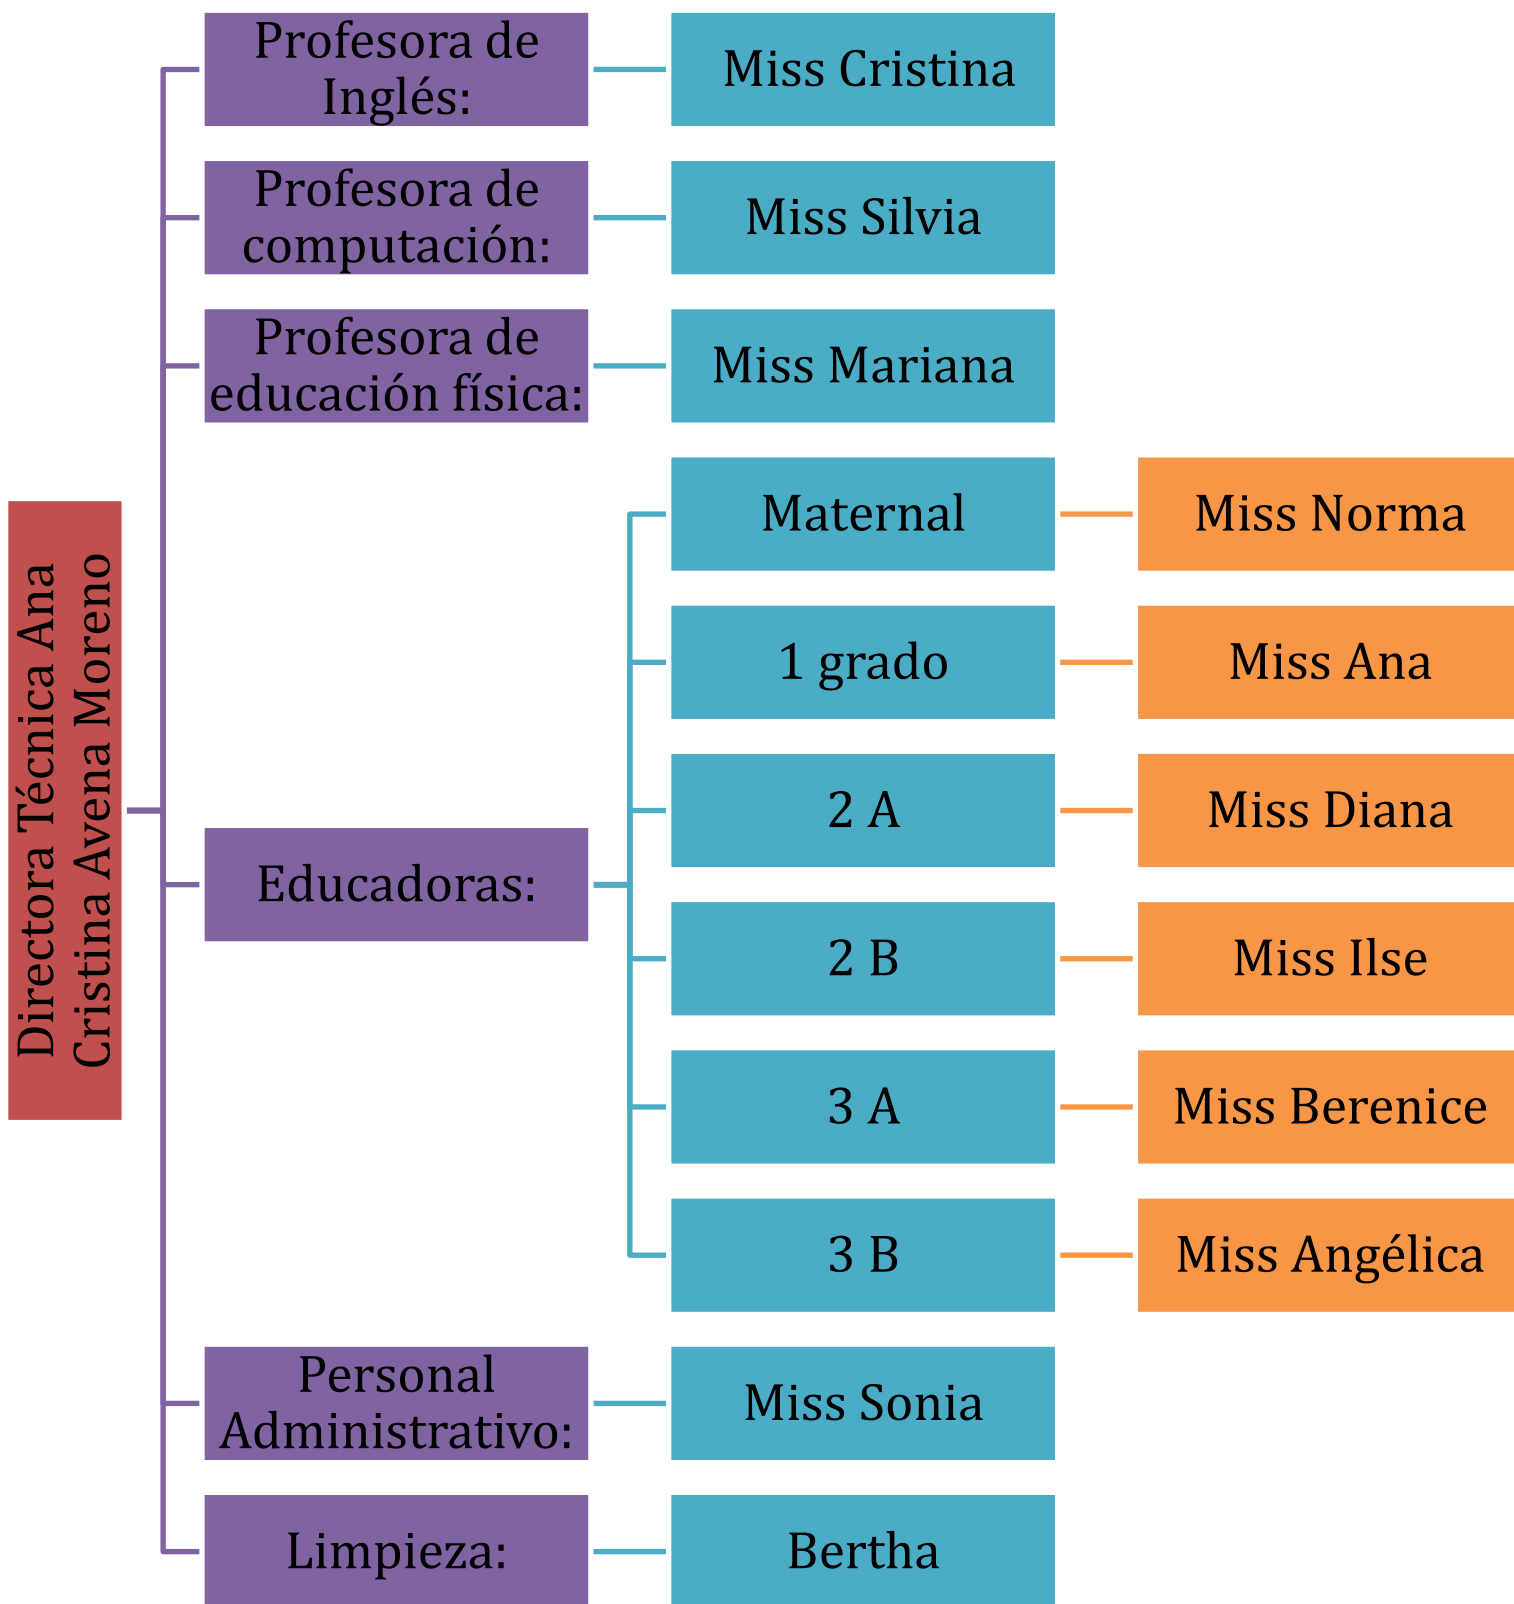 Directora Técnica Ana
Cristina Avena Moreno
Profesora de
Inglés:
Miss Cristina
Profesora de
computación:
Miss Silvia
Profesora de
educación física:
Miss Mariana
Educadoras:
Maternal
Miss Norma
1 grado
Miss Ana
2 A
Miss Diana
2 B
Miss Ilse
3 A
Miss Berenice
3 B
Miss Angélica
Personal
Administrativo:
Miss Sonia
Limpieza:
Bertha